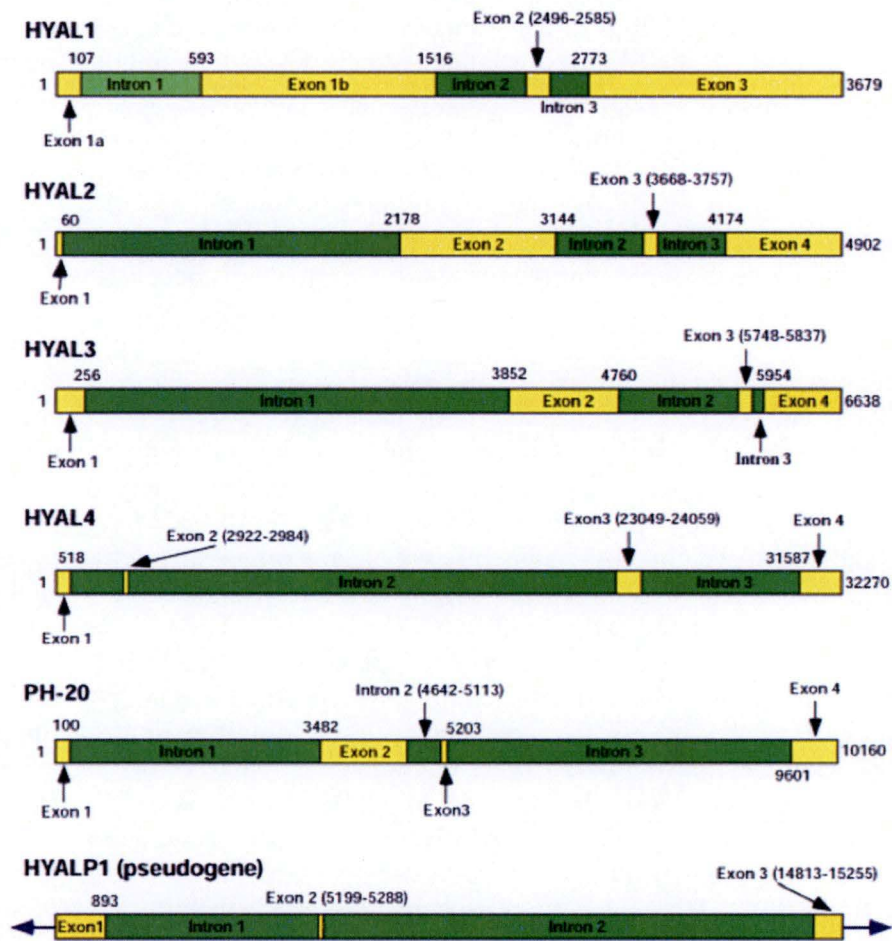 HYAL1
Exon 2 (2496-2585)
107 593 1516 2773
1 Intron 1 Exon 1b Intron 2 Exon 3 3679
Intron 3
Exon 1a
HYAL2
Exon 3 (3668-3757)
60 2178 3144 4174
1 Intron 1 Exon 2 Intron 2 Intron 3 Exon 4 4902
Exon 1
HYAL3
Exon 3 (5748-5837)
256 3852 4760 5954
1 Intron 1 Exon 2 Intron 2 Exon 4 6638
Exon 1 Intron 3
HYAL4
Exon 2 (2922-2984) Exon3 (23049-24059) Exon 4
518 31587
1 Intron 2 Intron 3 32270
Exon 1
PH-20
Intron 2 (4642-5113) Exon 4
100 3482 5203
1 Intron 1 Exon 2 Intron 3 10160
9601
Exon 1 Exon3
HYALP1 (pseudogene)
Exon 3 (14813-15255)
893 Exon 2 (5199-5288)
Exon1 Intron 1 Intron 2